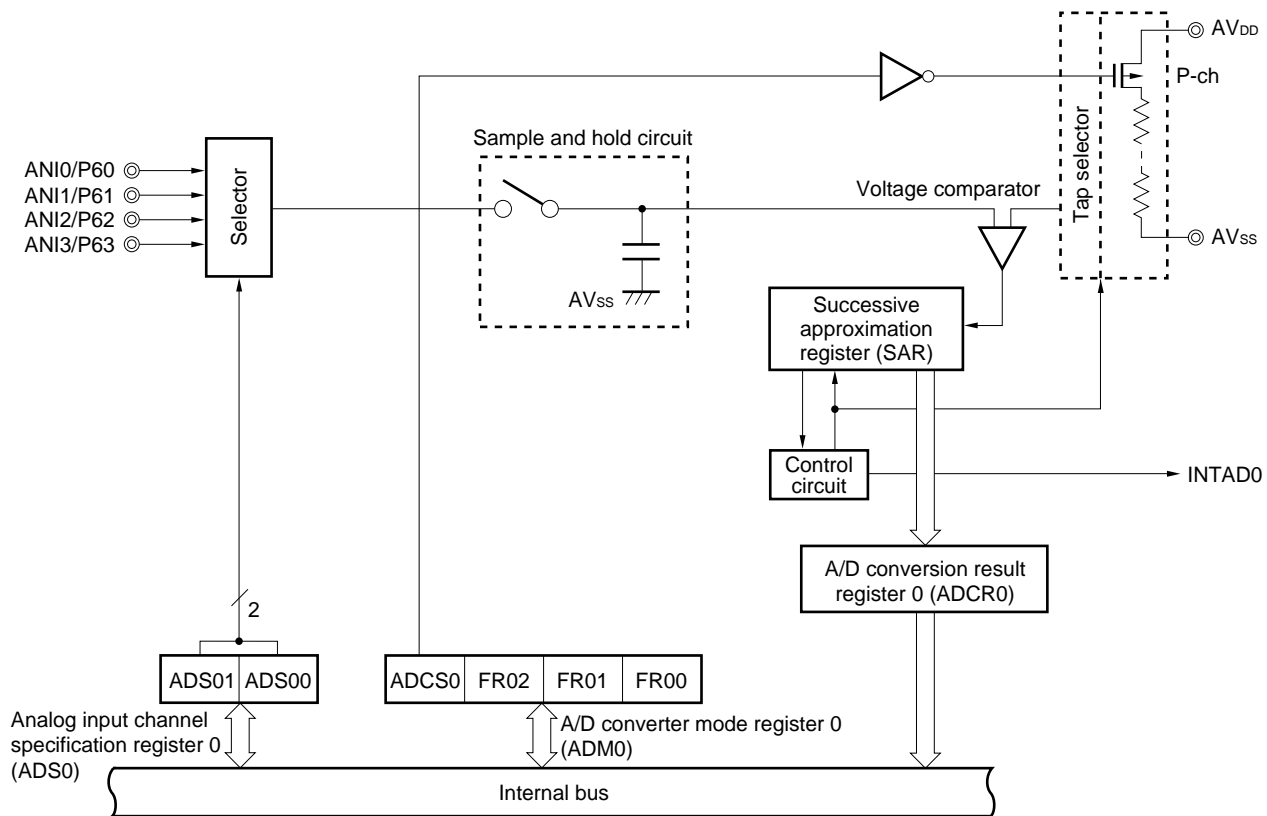 AVDD
P-ch
Tap selector
AVSS
Sample and hold circuit
Voltage comparator
ANI0/P60
ANI1/P61
ANI2/P62
ANI3/P63
Selector
AVSS
Successive
approximation
register (SAR)
Control
circuit
INTAD0
A/D conversion result
register 0 (ADCR0)
2
ADS01
ADS00
ADCS0
FR02
FR01
FR00
Analog input channel
specification register 0
(ADS0)
A/D converter mode register 0
(ADM0)
Internal bus